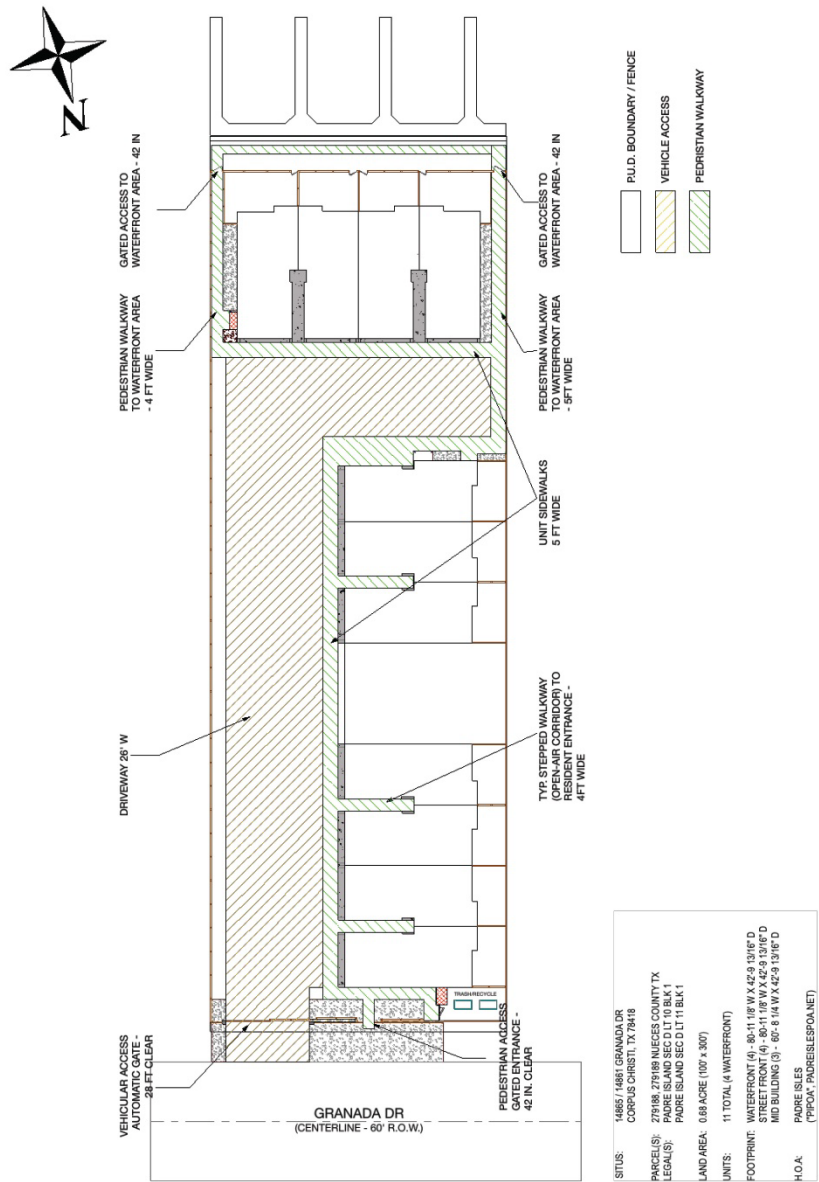 N
GATED ACCESS TO
WATERFRONT AREA - 42 IN
GATED ACCESS TO
WATERFRONT AREA - 42 IN
PEDESTRIAN WALKWAY
TO WATERFRONT AREA
- 4 FT WIDE
PEDESTRIAN WALKWAY
TO WATERFRONT AREA
- 5FT WIDE
UNIT SIDEWALKS
5 FT WIDE
DRIVEWAY 26' W
TYP. STEPPED WALKWAY
(OPEN-AIR CORRIDOR) TO
RESIDENT ENTRANCE -
4FT WIDE
VEHICULAR ACCESS
AUTOMATIC GATE -
28 FT CLEAR
PEDESTRIAN ACCESS
GATED ENTRANCE -
42 IN. CLEAR
TRASH/RECYCLE
GRANADA DR
(CENTERLINE - 60' R.O.W.)
P.U.D. BOUNDARY / FENCE
VEHICLE ACCESS
PEDRISTIAN WALKWAY
SITUS: 14865 / 14861 GRANADA DR
CORPUS CHRISTI, TX 78418
PARCEL(S): 279188, 279189 NUECES COUNTY TX
LEGAL(S): PADRE ISLAND SEC D LT 10 BLK 1
PADRE ISLAND SEC D LT 11 BLK 1
LAND AREA: 0.68 ACRE (100' x 300')
UNITS: 11 TOTAL (4 WATERFRONT)
FOOTPRINT: WATERFRONT (4) - 80-11 1/8' W X 42'-9 13/16" D
STREET FRONT (4) - 80-11 1/8' W X 42'-9 13/16" D
MID BUILDING (3) - 60'- 8 1/4 W X 42'-9 13/16" D
H.O.A: PADRE ISLES
("PIPOA", PADREISLESPOA.NET)